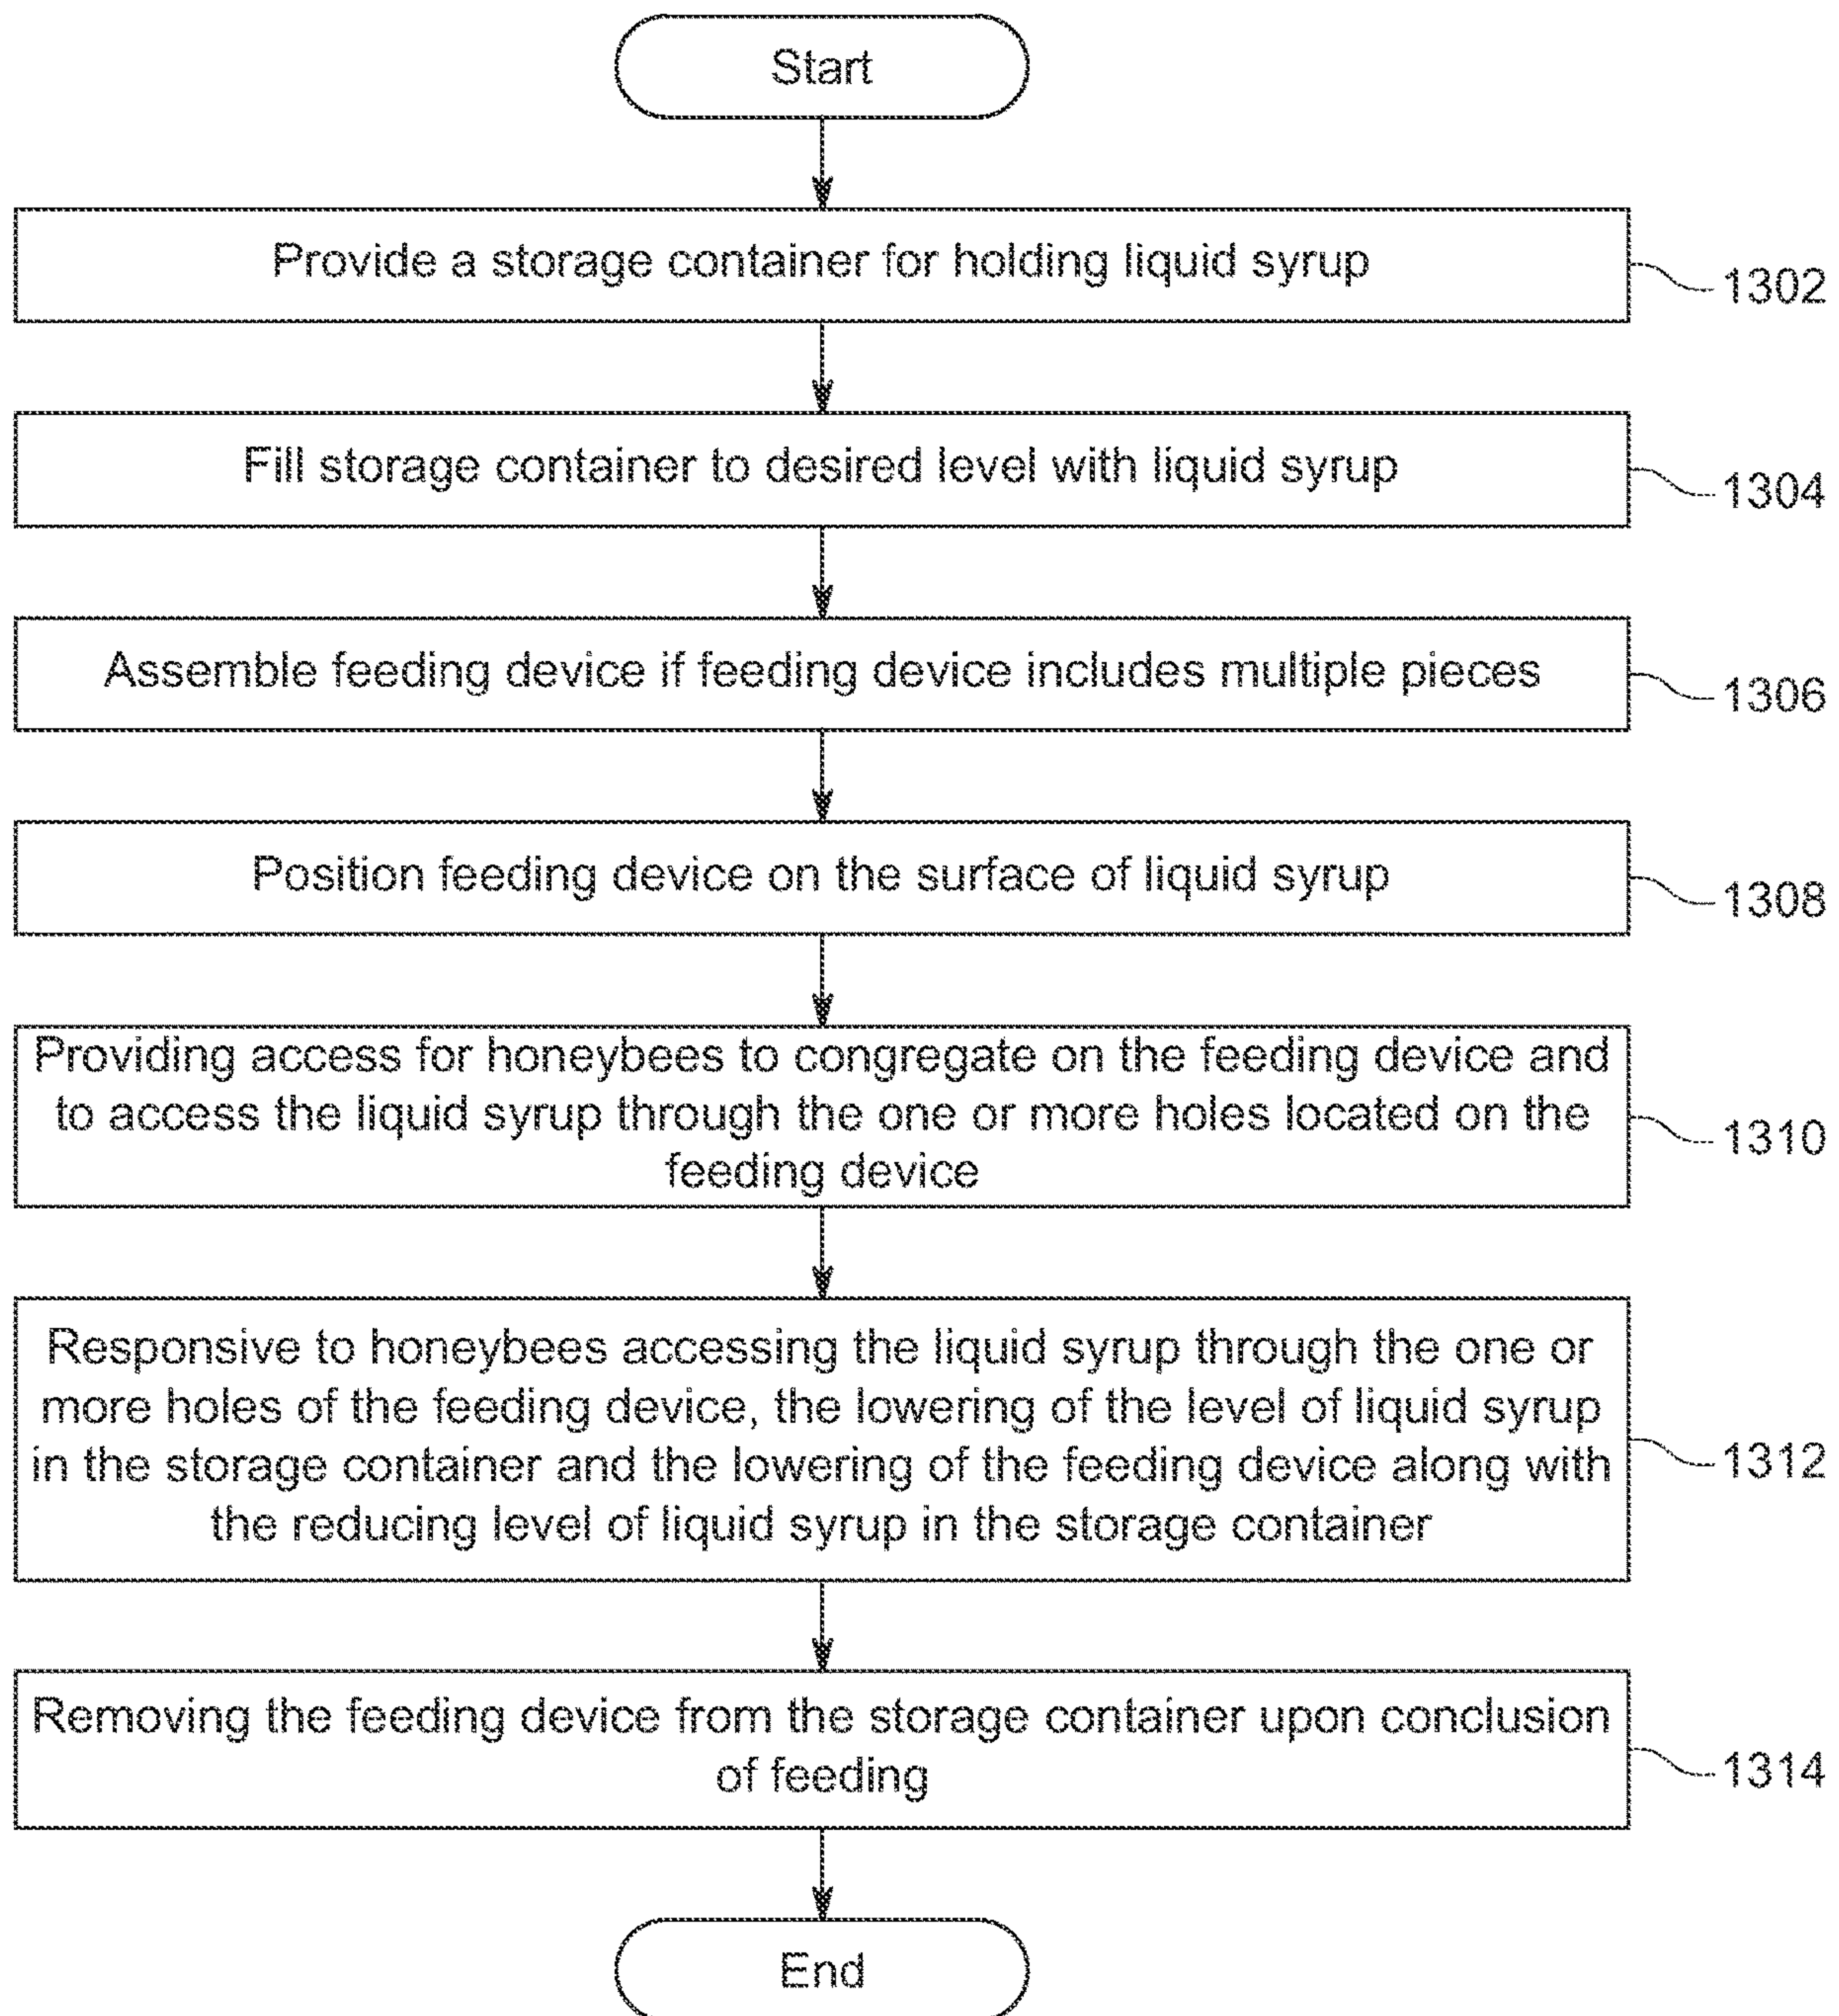 Start
Provide a storage container for holding liquid syrup
1302
Fill storage container to desired level with liquid syrup
1304
Assemble feeding device if feeding device includes multiple pieces
1306
Position feeding device on the surface of liquid syrup
1308
Providing access for honeybees to congregate on the feeding device and
to access the liquid syrup through the one or more holes located on the
feeding device
1310
Responsive to honeybees accessing the liquid syrup through the one or
more holes of the feeding device, the lowering of the level of liquid syrup
in the storage container and the lowering of the feeding device along with
the reducing level of liquid syrup in the storage container
1312
Removing the feeding device from the storage container upon conclusion
of feeding
1314
End